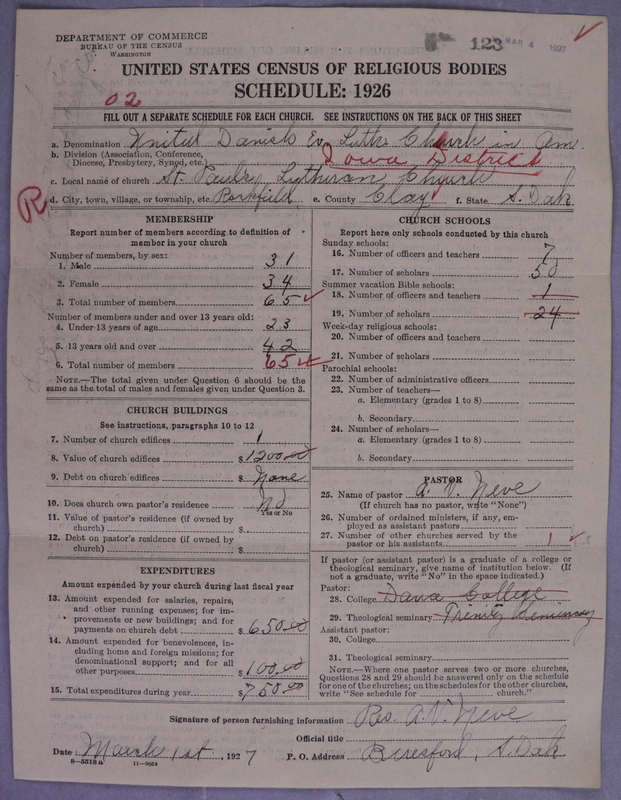 DEPARTMENT OF COMMERCE
BUREAU OF THE CENSUS
WASHINGTON
123 MAR 4 1927
UNITED STATES CENSUS OF RELIGIOUS BODIES
SCHEDULE: 1926
02
FILL OUT A SEPARATE SCHEDULE FOR EACH CHURCH. SEE INSTRUCTIONS ON THE BACK OF THIS SHEET
a. Denomination United Danish Ev. Luth. Church in Am.
b. Division (Association, Conference, Diocese, Presbytery, Synod, etc.) Iowa District
c. Local name of church St. Pauls Lutheran Church
R
d. City, town, village, or township, etc. e. County Clay f. State S. Dak
MEMBERSHIP
Report number of members according to definition of
member in your church
Number of members, by sex:
1. Male 31
2. Female 34
3. Total number of members 65
Number of members under and over 13 years old:
4. Under 13 years of age 23
5. 13 years old and over 42
6. Total number of members 65
NOTE.—The total given under Question 6 should be the
same as the total of males and females given under Question 3.
CHURCH BUILDINGS
See instructions, paragraphs 10 to 12
7. Number of church edifices 1
8. Value of church edifices $1200.00
9. Debt on church edifices $None
10. Does church own pastor's residence No
Yes or No
11. Value of pastor's residence (if owned by
church) $
12. Debt on pastor's residence (if owned by
church) $
EXPENDITURES
Amount expended by your church during last fiscal year
13. Amount expended for salaries, repairs,
and other running expenses; for im-
provements or new buildings; and for
payments on church debt $650.00
14. Amount expended for benevolences, in-
cluding home and foreign missions; for
denominational support; and for all
other purposes $100.00
15. Total expenditures during year $750.00
CHURCH SCHOOLS
Report here only schools conducted by this church
Sunday schools:
16. Number of officers and teachers 7
17. Number of scholars 50
Summer vacation Bible schools:
18. Number of officers and teachers 1
19. Number of scholars 24
Week-day religious schools:
20. Number of officers and teachers
21. Number of scholars
Parochial schools:
22. Number of administrative officers
23. Number of teachers—
a. Elementary (grades 1 to 8)
b. Secondary
24. Number of scholars—
a. Elementary (grades 1 to 8)
b. Secondary
PASTOR
25. Name of pastor A. V. Neve
(If church has no pastor, write "None")
26. Number of ordained ministers, if any, em-
ployed as assistant pastors
27. Number of other churches served by the
pastor or his assistants 1
If pastor (or assistant pastor) is a graduate of a college or
theological seminary, give name of institution below. (If
not a graduate, write "No" in the space indicated.)
Pastor:
28. College Dana College
29. Theological seminary Trinity Seminary
Assistant pastor:
30. College
31. Theological seminary
NOTE.—Where one pastor serves two or more churches,
Questions 28 and 29 should be answered only on the schedule
for one of the churches; on the schedules for the other churches,
write "See schedule for church."
Signature of person furnishing information Rev. A. V. Neve
Official title
Date March 1st, 1927 P. O. Address Beresford, S. Dak
8—5518a 11—9054